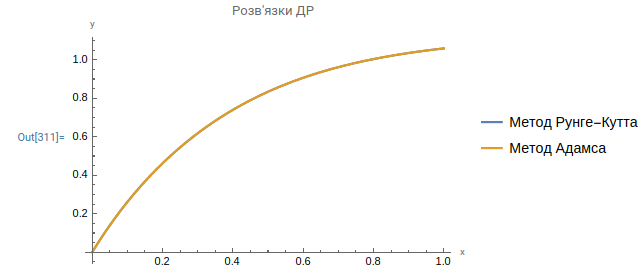 Розв'язки ДР
y
Out[311]=
1.0
0.8
0.6
0.4
0.2
0.2 0.4 0.6 0.8 1.0
x
Метод Рунге–Кутта
Метод Адамса